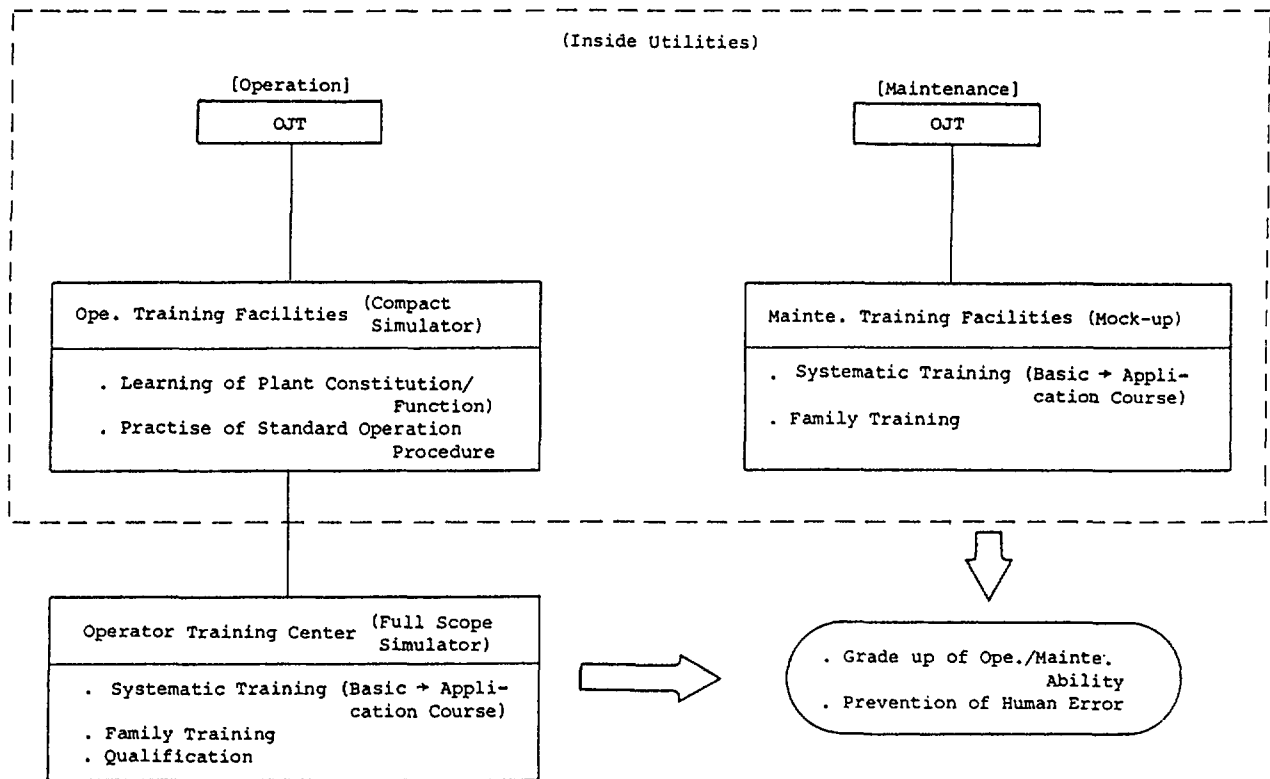 (Inside Utilities)
[Operation]
OJT
[Maintenance]
OJT
Ope. Training Facilities (Compact
Simulator)
. Learning of Plant Constitution/
Function)
. Practise of Standard Operation
Procedure
Mainte. Training Facilities (Mock-up)
. Systematic Training (Basic → Appli-
cation Course)
. Family Training
Operator Training Center (Full Scope
Simulator)
. Systematic Training (Basic → Appli-
cation Course)
. Family Training
. Qualification
. Grade up of Ope./Mainte.
Ability
. Prevention of Human Error